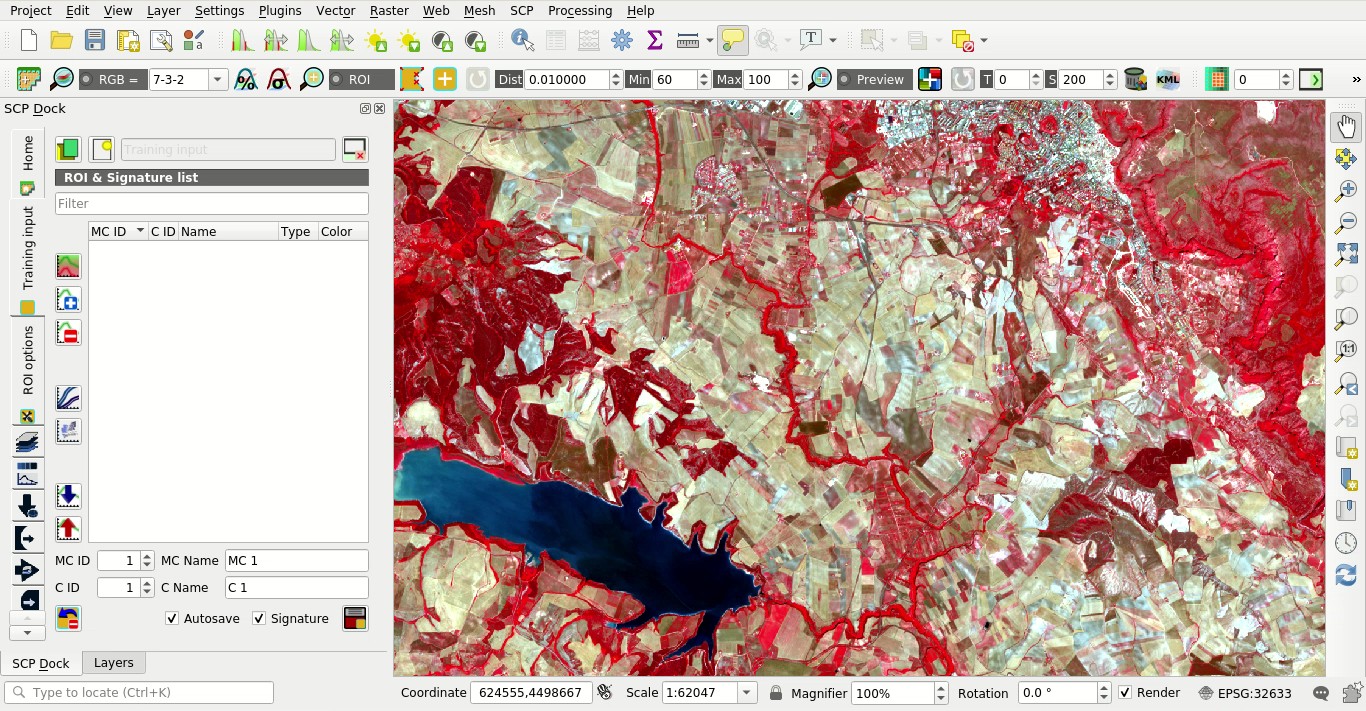 Project Edit View Layer Settings Plugins Vector Raster Web Mesh SCP Processing Help
T
RGB = 7-3-2 ROI Dist 0.010000 Min 60 Max 100 Preview T 0 S 200 KML 0 »
SCP Dock
Home
Training input
ROI options
Training input
ROI & Signature list
Filter
MC ID C ID Name Type Color
MC ID 1 MC Name MC 1
C ID 1 C Name C 1
Autosave Signature
SCP Dock Layers
1:1
Type to locate (Ctrl+K) Coordinate 624555,4498667 Scale 1:62047 Magnifier 100% Rotation 0.0 ° Render EPSG:32633